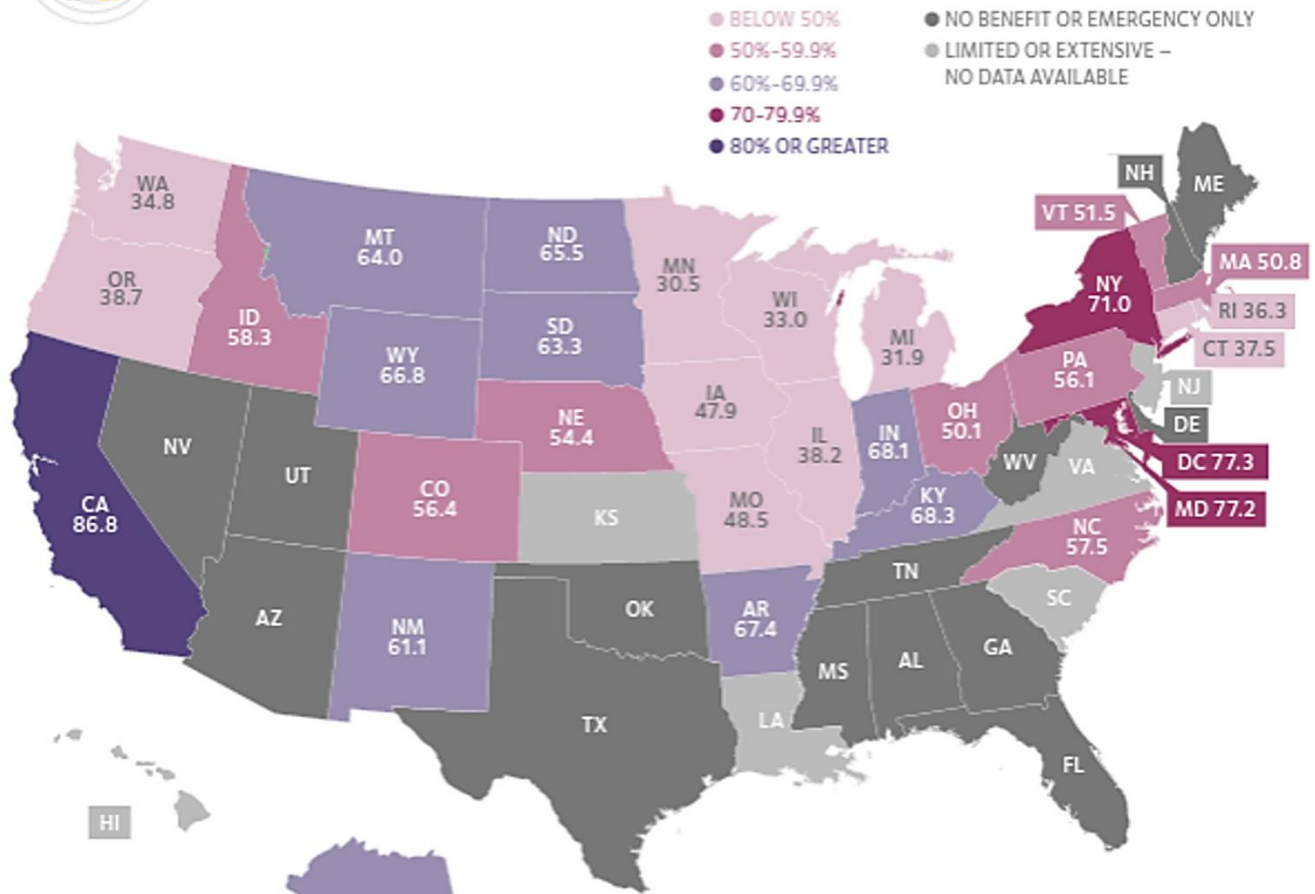 BELOW 50%
50%-59.9%
60%-69.9%
70-79.9%
80% OR GREATER
NO BENEFIT OR EMERGENCY ONLY
LIMITED OR EXTENSIVE –
NO DATA AVAILABLE
WA
34.8
OR
38.7
CA
86.8
NV
ID
58.3
MT
64.0
WY
66.8
UT
AZ
CO
56.4
NM
61.1
ND
65.5
SD
63.3
NE
54.4
KS
OK
TX
MN
30.5
IA
47.9
MO
48.5
AR
67.4
LA
WI
33.0
IL
38.2
MI
31.9
IN
68.1
OH
50.1
KY
68.3
TN
MS
AL
GA
FL
SC
NC
57.5
VA
WV
PA
56.1
NY
71.0
VT 51.5
NH
ME
MA 50.8
RI 36.3
CT 37.5
NJ
DE
DC 77.3
MD 77.2
HI